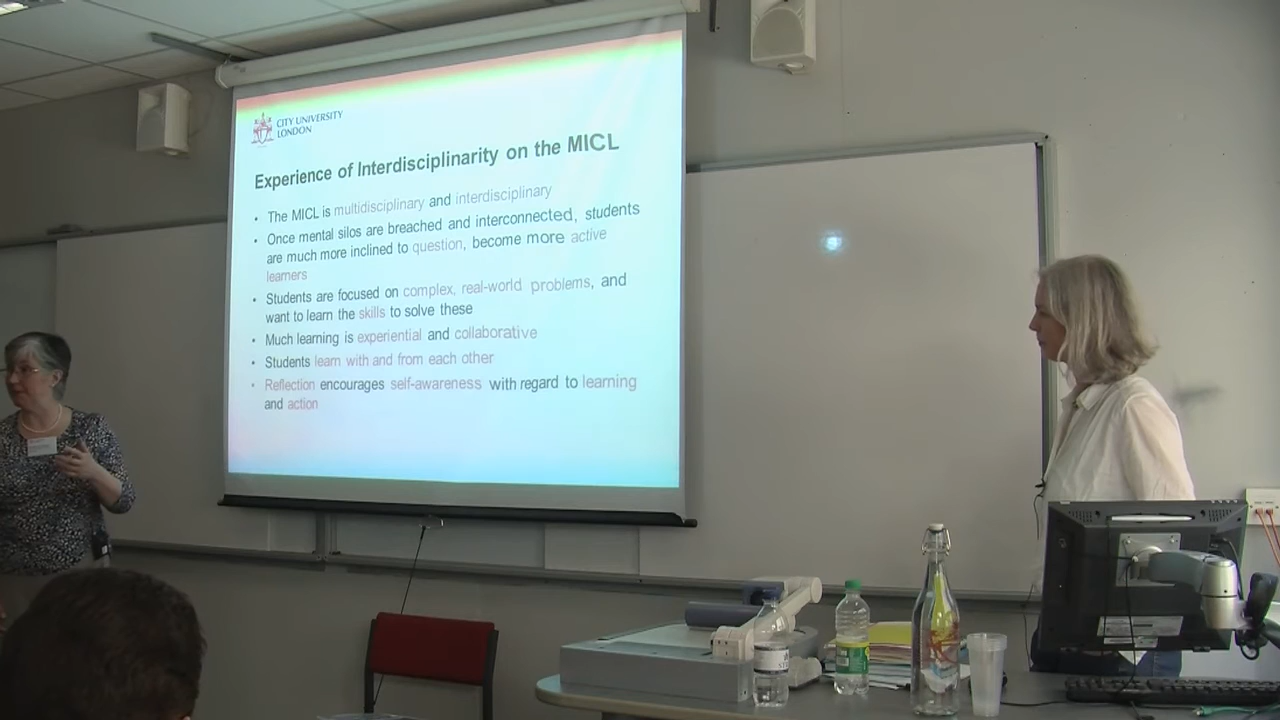 CITY UNIVERSITY
LONDON
Experience of Interdisciplinarity on the MICL
• The MICL is multidisciplinary and interdisciplinary
• Once mental silos are breached and interconnected, students
are much more inclined to question, become more active
learners
• Students are focused on complex, real-world problems, and
want to learn the skills to solve these
• Much learning is experiential and collaborative
• Students learn with and from each other
• Reflection encourages self-awareness with regard to learning
and action